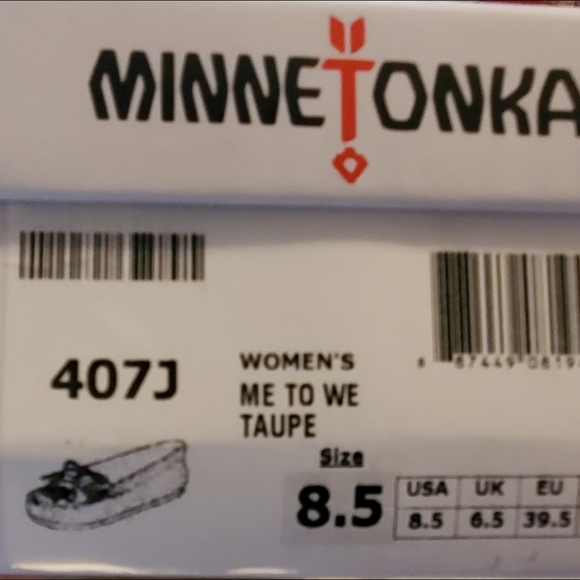 MINNETONKA
407J
WOMEN'S
ME TO WE
TAUPE
Size
8.5
USA UK EU
8.5 6.5 39.5